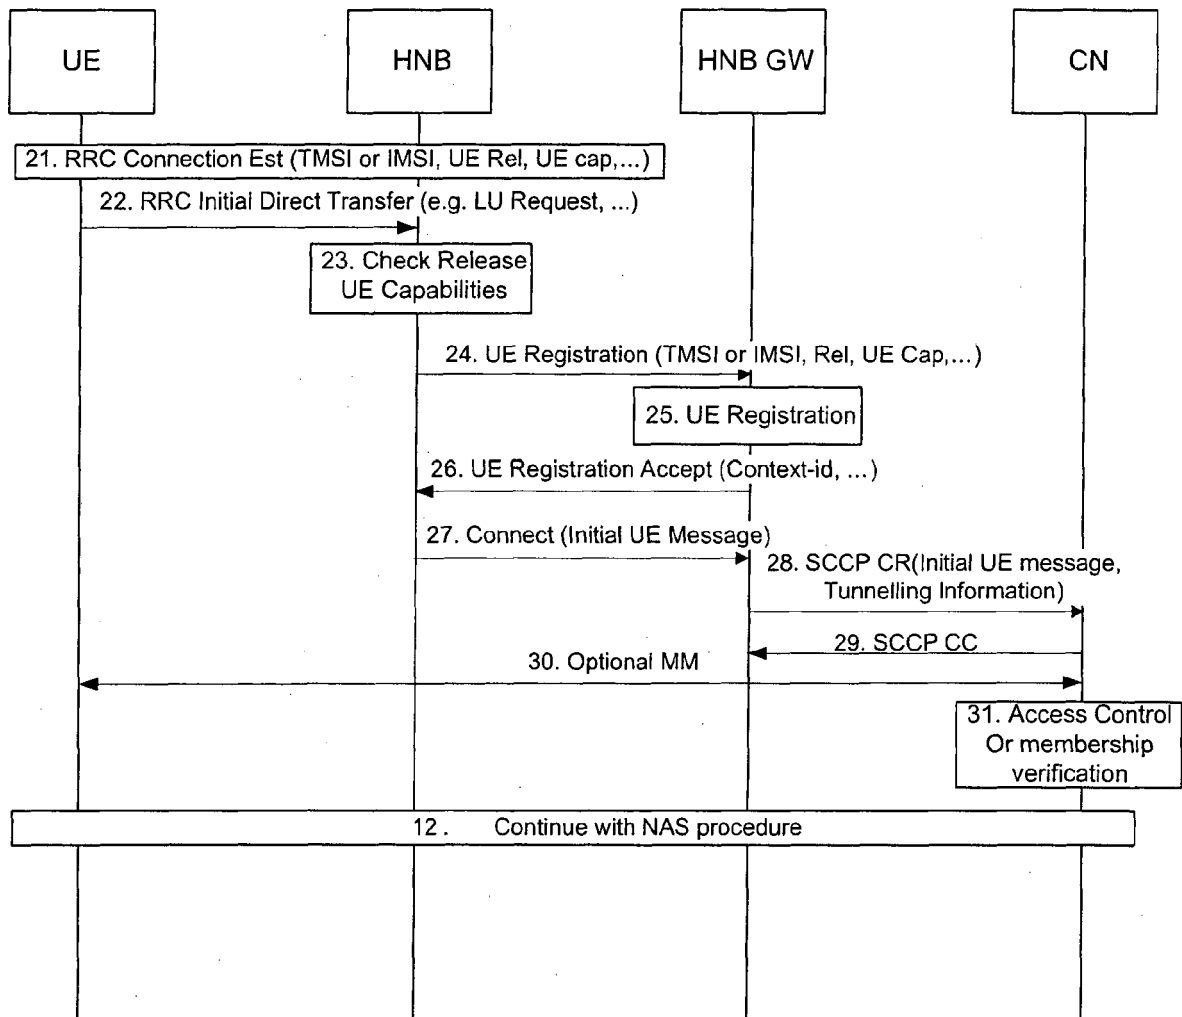 UE
HNB
HNB GW
CN
21. RRC Connection Est (TMSI or IMSI, UE Rel, UE cap,...)
22. RRC Initial Direct Transfer (e.g. LU Request, ...)
23. Check Release
UE Capabilities
24. UE Registration (TMSI or IMSI, Rel, UE Cap,...)
25. UE Registration
26. UE Registration Accept (Context-id, ...)
27. Connect (Initial UE Message)
28. SCCP CR(Initial UE message,
Tunnelling Information)
29. SCCP CC
30. Optional MM
31. Access Control
Or membership
verification
12. Continue with NAS procedure